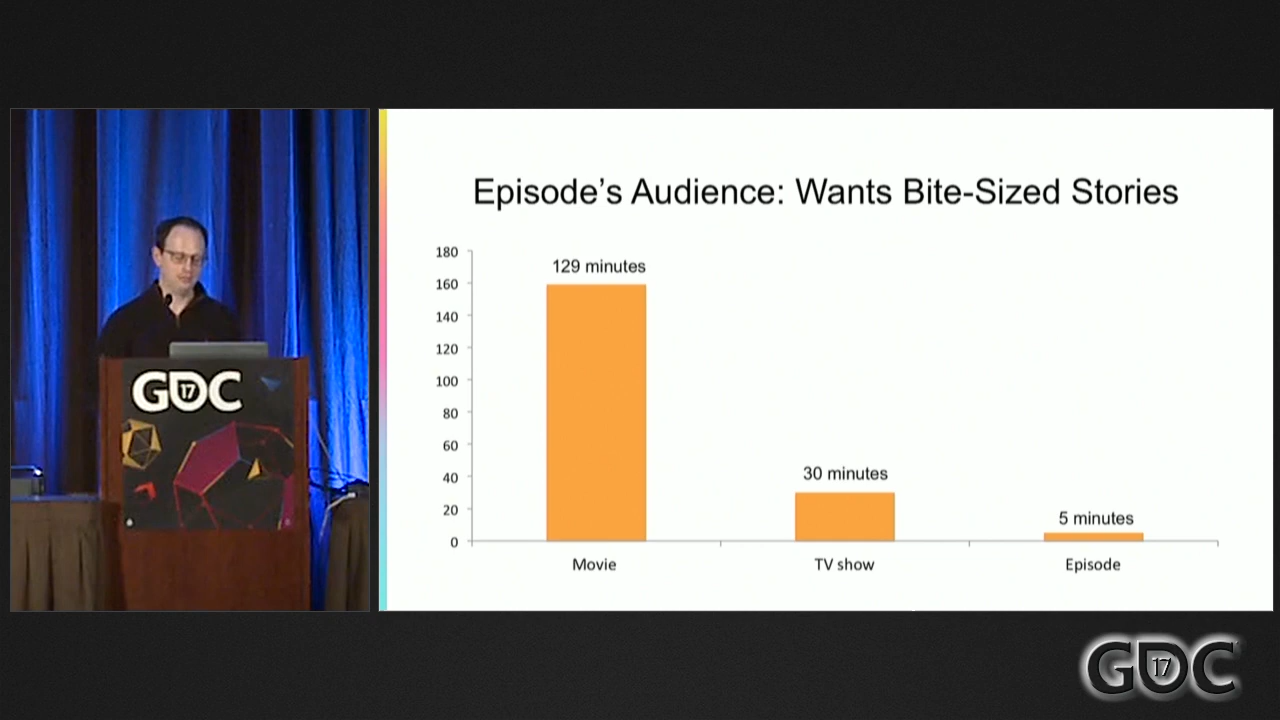 Episode's Audience: Wants Bite-Sized Stories
180
160
140
120
100
80
60
40
20
0
129 minutes
30 minutes
5 minutes
Movie
TV show
Episode
GDC
17
GDC
17